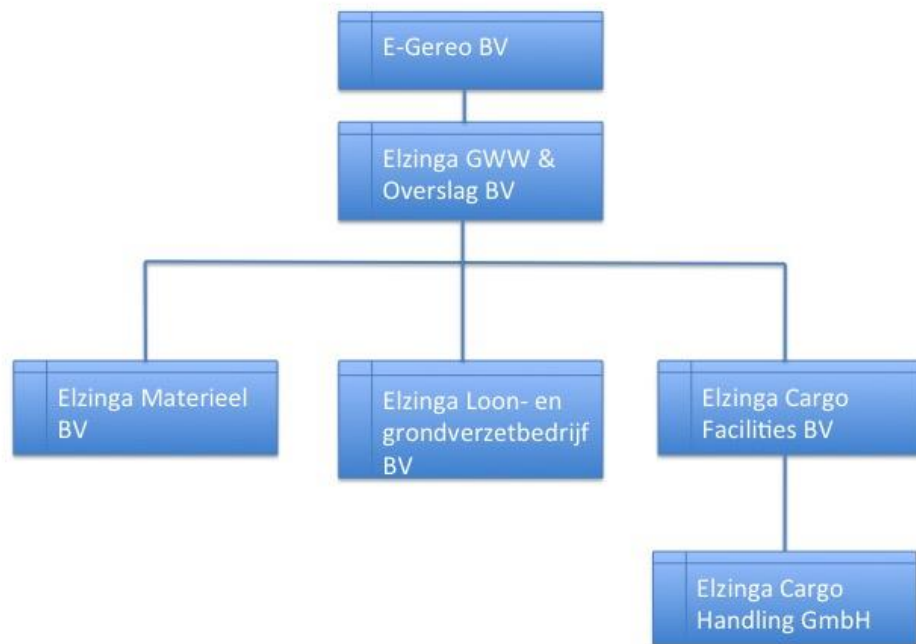 E-Gereo BV
Elzinga GWW &
Overslag BV
Elzinga Materieel
BV
Elzinga Loon- en
grondverzetbedrijf
BV
Elzinga Cargo
Facilities BV
Elzinga Cargo
Handling GmbH